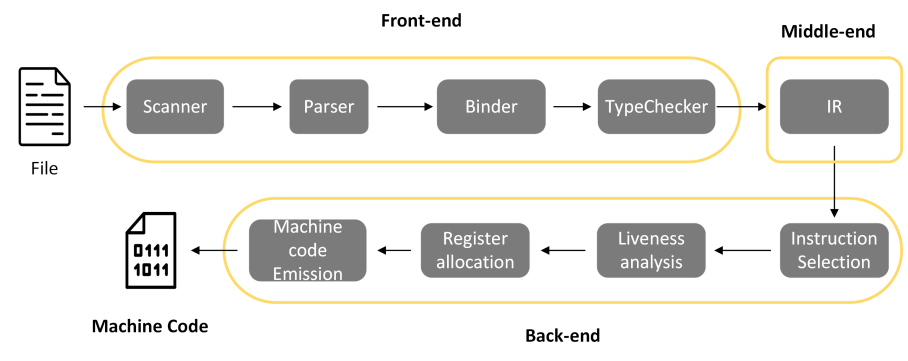 Front-end
Middle-end
Scanner
Parser
Binder
TypeChecker
IR
File
Machine
code
Emission
Register
allocation
Liveness
analysis
Instruction
Selection
0111
1011
Machine Code
Back-end